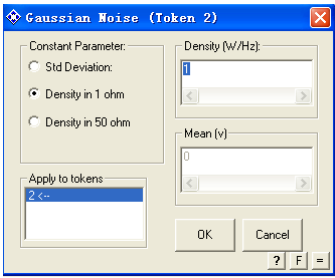 Gaussian Noise (Token 2)
Constant Parameter:
Std Deviation:
Density in 1 ohm
Density in 50 ohm
Density (W/Hz):
1
Mean (v)
0
Apply to tokens
2 <--
OK
Cancel
? F =